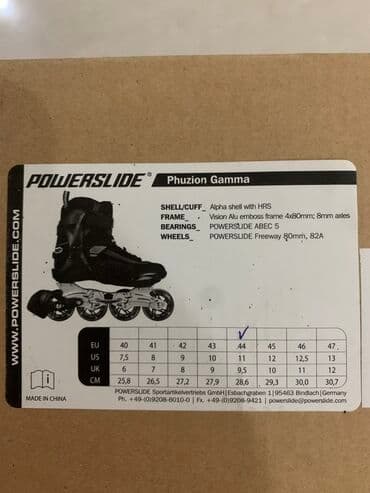 POWERSLIDE® Phuzion Gamma
SHELL/CUFF_ Alpha shell with HRS
FRAME_ Vision Alu emboss frame 4x80mm; 8mm axles
BEARINGS_ POWERSLIDE ABEC 5
WHEELS_ POWERSLIDE Freeway 80mm, 82A
WWW.POWERSLIDE.COM
EU 40 41 42 43 44 45 46 47
US 7,5 8 9 10 11 12 12,5 13
UK 6 7 8 9 9,5 10 11 12
CM 25,8 26,5 27,2 27,9 28,6 29,3 30,0 30,7
MADE IN CHINA
POWERSLIDE Sportartikelvertriebs GmbH|Esbachgraben 1|95463 Bindlach|Germany
Ph. +49-(0)9208-6010-0 | Fax. +49-(0)9208-9421 | powerslide@powerslide.com